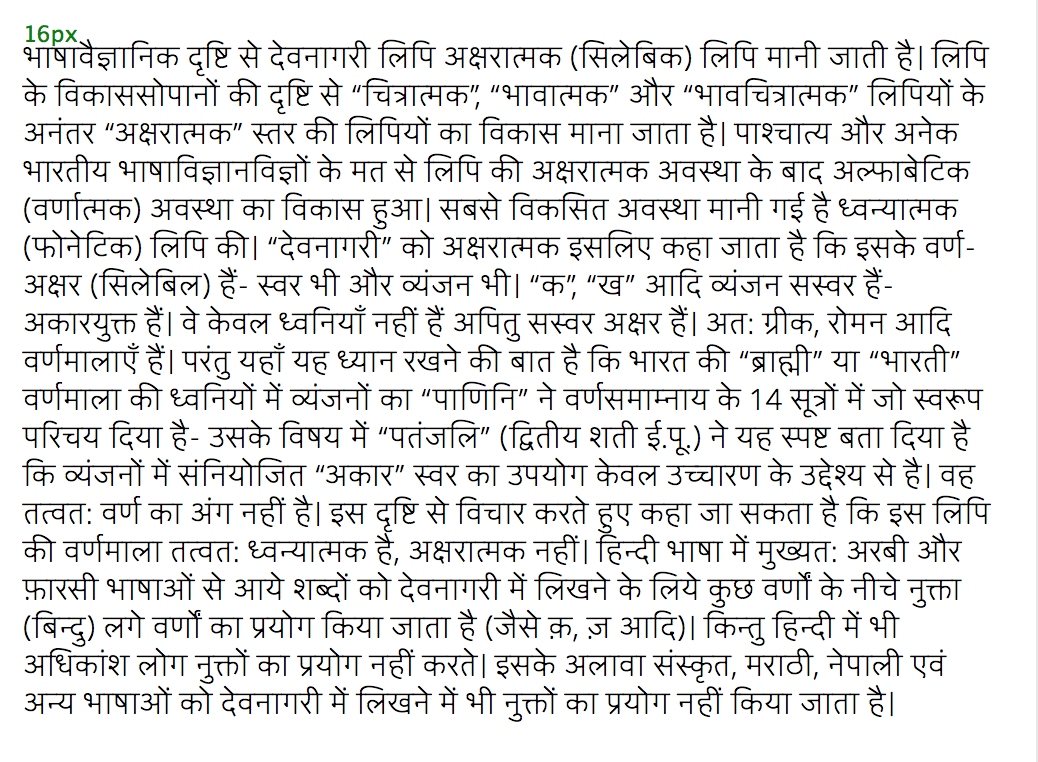 16px
भाषावैज्ञानिक दृष्टि से देवनागरी लिपि अक्षरात्मक (सिलेबिक) लिपि मानी जाती है| लिपि
के विकाससोपानों की दृष्टि से “चित्रात्मक”, “भावात्मक” और “भावचित्रात्मक” लिपियों के
अनंतर “अक्षरात्मक” स्तर की लिपियों का विकास माना जाता है| पाश्चात्य और अनेक
भारतीय भाषाविज्ञानविज्ञों के मत से लिपि की अक्षरात्मक अवस्था के बाद अल्फाबेटिक
(वर्णात्मक) अवस्था का विकास हुआ| सबसे विकसित अवस्था मानी गई है ध्वन्यात्मक
(फोनेटिक) लिपि की| “देवनागरी” को अक्षरात्मक इसलिए कहा जाता है कि इसके वर्ण-
अक्षर (सिलेबिल) हैं- स्वर भी और व्यंजन भी| “क”, “ख” आदि व्यंजन सस्वर हैं-
अकारयुक्त हैं| वे केवल ध्वनियाँ नहीं हैं अपितु सस्वर अक्षर हैं| अत: ग्रीक, रोमन आदि
वर्णमालाएँ हैं| परंतु यहाँ यह ध्यान रखने की बात है कि भारत की “ब्राह्मी” या “भारती”
वर्णमाला की ध्वनियों में व्यंजनों का “पाणिनि” ने वर्णसमाम्नाय के 14 सूत्रों में जो स्वरूप
परिचय दिया है- उसके विषय में “पतंजलि” (द्वितीय शती ई.पू.) ने यह स्पष्ट बता दिया है
कि व्यंजनों में संनियोजित “अकार” स्वर का उपयोग केवल उच्चारण के उद्देश्य से है| वह
तत्वत: वर्ण का अंग नहीं है| इस दृष्टि से विचार करते हुए कहा जा सकता है कि इस लिपि
की वर्णमाला तत्वत: ध्वन्यात्मक है, अक्षरात्मक नहीं| हिन्दी भाषा में मुख्यत: अरबी और
फ़ारसी भाषाओं से आये शब्दों को देवनागरी में लिखने के लिये कुछ वर्णों के नीचे नुक्ता
(बिन्दु) लगे वर्णों का प्रयोग किया जाता है (जैसे क़, ज़ आदि)| किन्तु हिन्दी में भी
अधिकांश लोग नुक्तों का प्रयोग नहीं करते| इसके अलावा संस्कृत, मराठी, नेपाली एवं
अन्य भाषाओं को देवनागरी में लिखने में भी नुक्तों का प्रयोग नहीं किया जाता है|